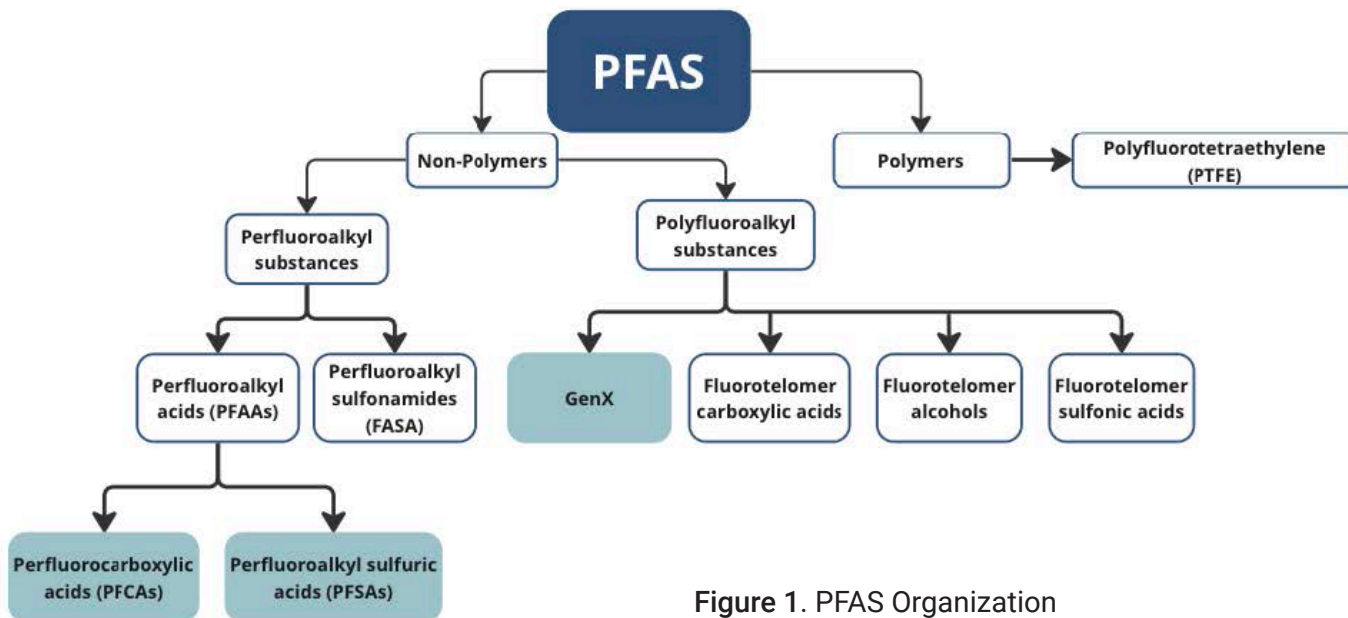 PFAS
Non-Polymers
Polymers
Polyfluorotetraethylene
(PTFE)
Perfluoroalkyl
substances
Polyfluoroalkyl
substances
Perfluoroalkyl
acids (PFAAs)
Perfluoroalkyl
sulfonamides
(FASA)
GenX
Fluorotelomer
carboxylic acids
Fluorotelomer
alcohols
Fluorotelomer
sulfonic acids
Perfluorocarboxylic
acids (PFCAs)
Perfluoroalkyl sulfuric
acids (PFSAs)
Figure 1. PFAS Organization